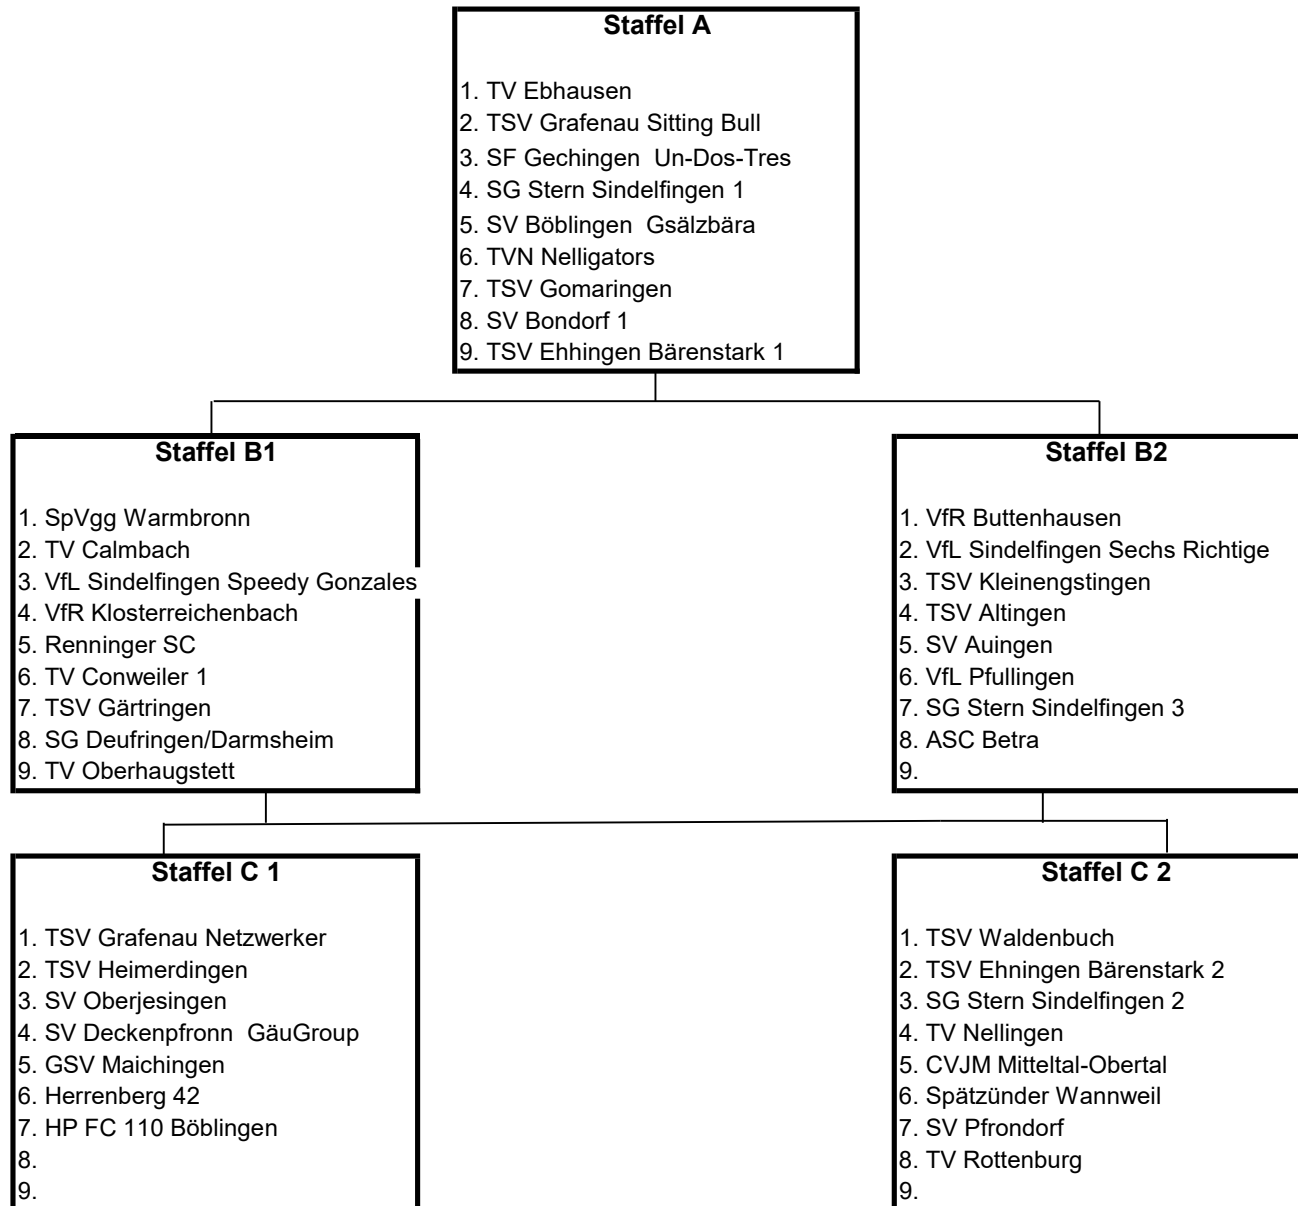 Staffel A
1. TV Ebhausen
2. TSV Grafenau Sitting Bull
3. SF Gechingen  Un-Dos-Tres
4. SG Stern Sindelfingen 1
5. SV Böblingen  Gsälzbära
6. TVN Nelligators
7. TSV Gomaringen
8. SV Bondorf 1
9. TSV Ehhingen Bärenstark 1
Staffel B1
1. SpVgg Warmbronn
2. TV Calmbach
3. VfL Sindelfingen Speedy Gonzales
4. VfR Klosterreichenbach
5. Renninger SC
6. TV Conweiler 1
7. TSV Gärtringen
8. SG Deufringen/Darmsheim
9. TV Oberhaugstett
Staffel B2
1. VfR Buttenhausen
2. VfL Sindelfingen Sechs Richtige
3. TSV Kleinengstingen
4. TSV Altingen
5. SV Auingen
6. VfL Pfullingen
7. SG Stern Sindelfingen 3
8. ASC Betra
9.
Staffel C 1
1. TSV Grafenau Netzwerker
2. TSV Heimerdingen
3. SV Oberjesingen
4. SV Deckenpfronn  GäuGroup
5. GSV Maichingen
6. Herrenberg 42
7. HP FC 110 Böblingen
8.
9.
Staffel C 2
1. TSV Waldenbuch
2. TSV Ehningen Bärenstark 2
3. SG Stern Sindelfingen 2
4. TV Nellingen
5. CVJM Mitteltal-Obertal
6. Spätzünder Wannweil
7. SV Pfrondorf
8. TV Rottenburg
9.